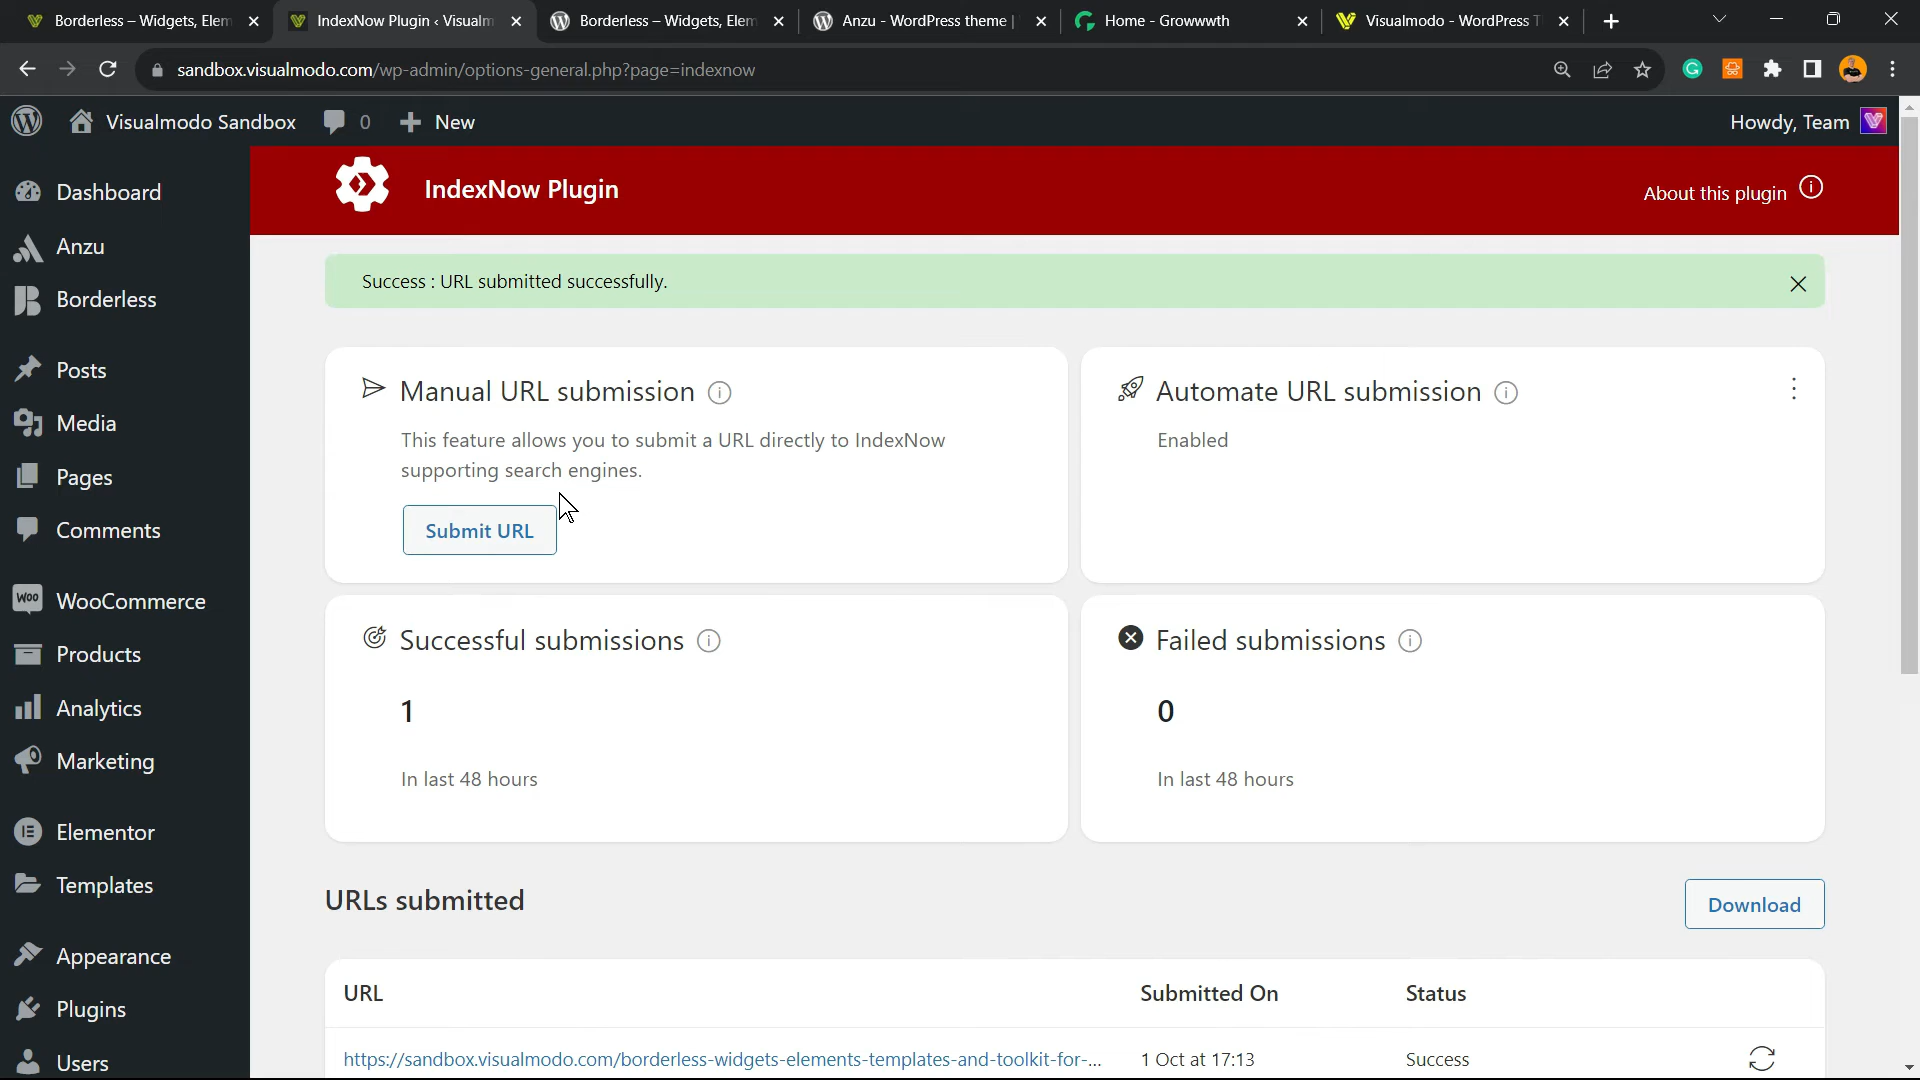 Borderless – Widgets, Elem
IndexNow Plugin ‹ Visualm
Borderless – Widgets, Elem
Anzu - WordPress theme |
Home - Growwwth
Visualmodo - WordPress T
sandbox.visualmodo.com/wp-admin/options-general.php?page=indexnow
Visualmodo Sandbox
0
New
Howdy, Team
Dashboard
Anzu
Borderless
Posts
Media
Pages
Comments
WooCommerce
Products
Analytics
Marketing
Elementor
Templates
Appearance
Plugins
Users
IndexNow Plugin
About this plugin
Success : URL submitted successfully.
Manual URL submission
This feature allows you to submit a URL directly to IndexNow
supporting search engines.
Submit URL
Automate URL submission
Enabled
Successful submissions
1
In last 48 hours
Failed submissions
0
In last 48 hours
URLs submitted
Download
URL
Submitted On
Status
https://sandbox.visualmodo.com/borderless-widgets-elements-templates-and-toolkit-for-...
1 Oct at 17:13
Success